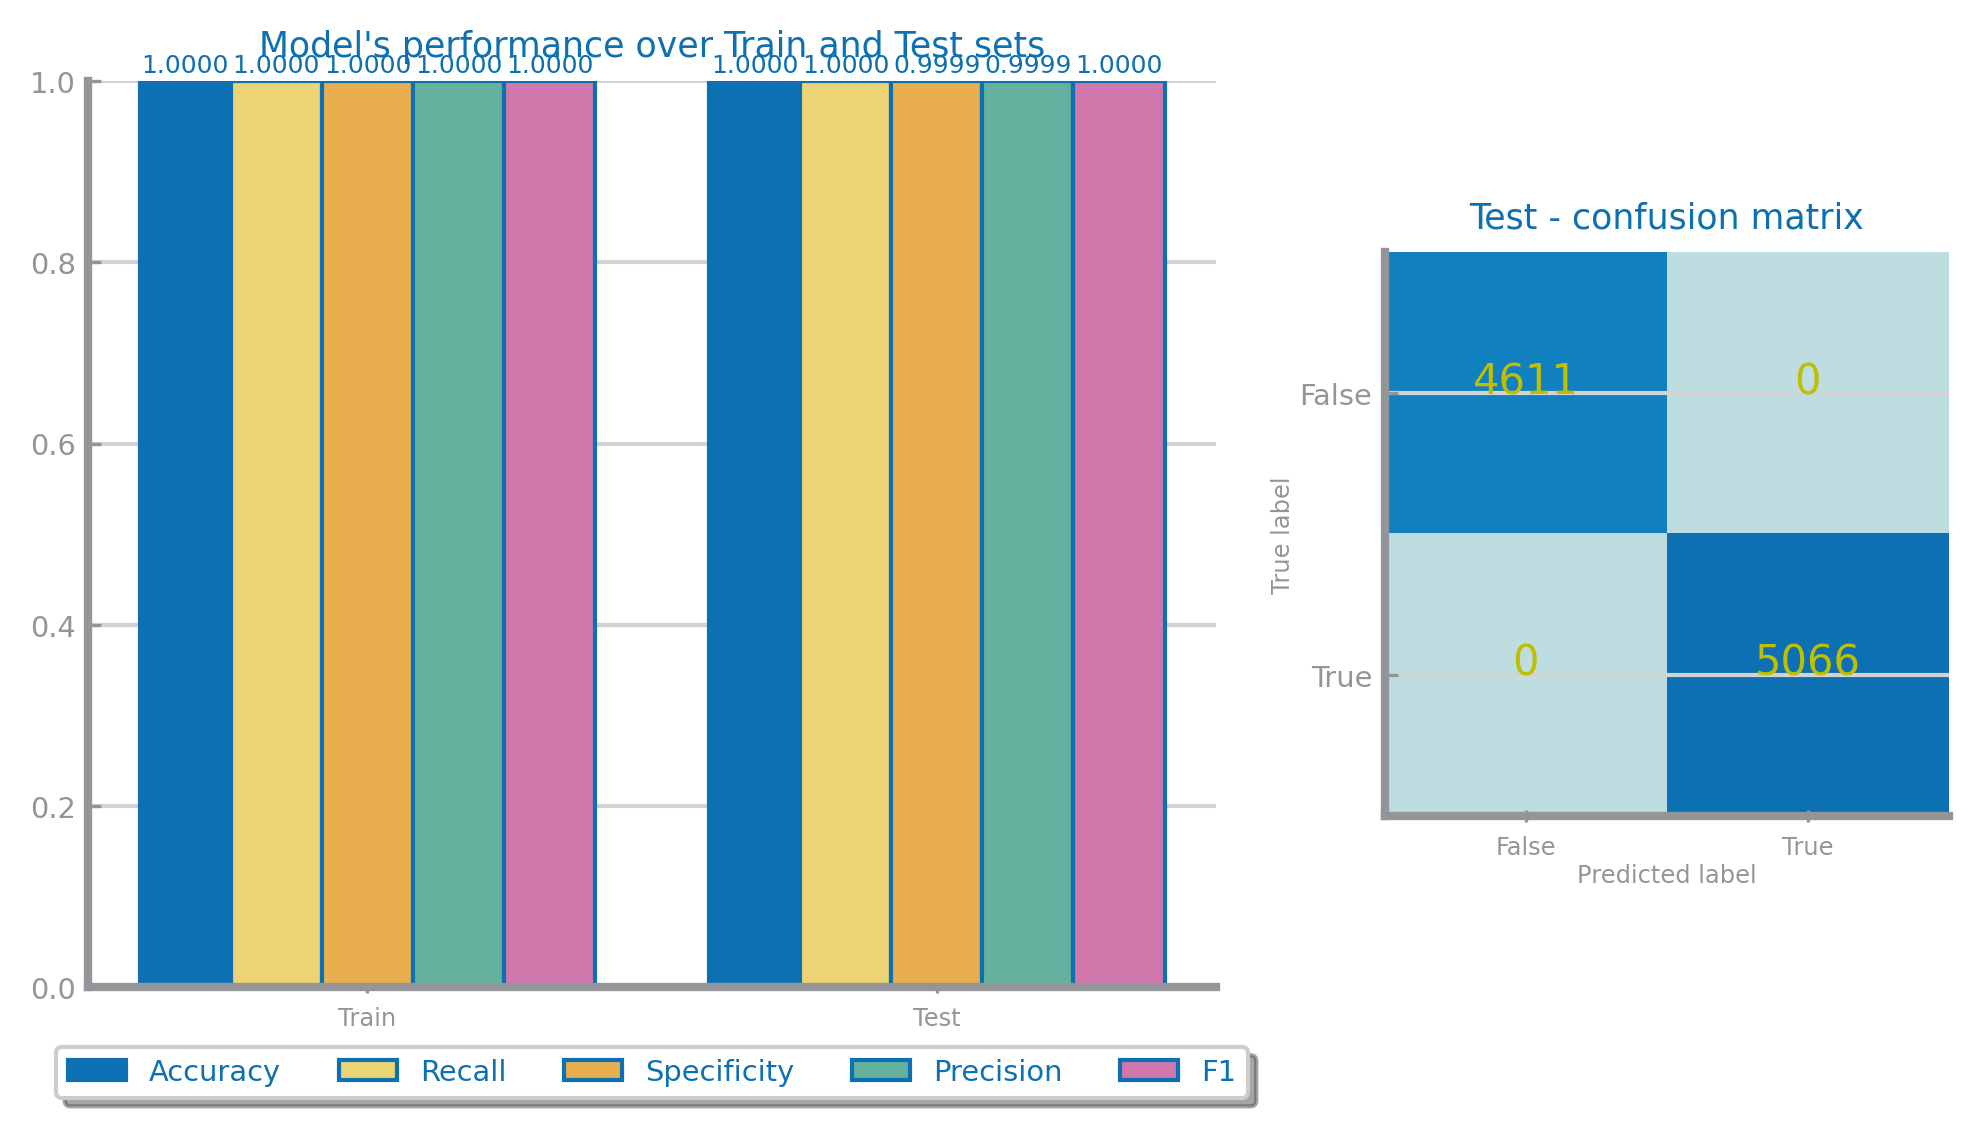 Model's performance over Train and Test sets
1.0000 1.0000 1.0000 1.0000 1.0000 1.0000 1.0000 0.9999 0.9999 1.0000
1.0
0.8
0.6
0.4
0.2
0.0
Train Test
Accuracy Recall Specificity Precision F1
Test - confusion matrix
True label
False 4611 0
True 0 5066
False True
Predicted label